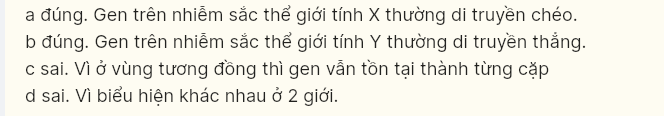 a đúng. Gen trên nhiễm sắc thể giới tính X thường di truyền chéo.
b đúng. Gen trên nhiễm sắc thể giới tính Y thường di truyền thẳng.
c sai. Vì ở vùng tương đồng thì gen vẫn tồn tại thành từng cặp
d sai. Vì biểu hiện khác nhau ở 2 giới.